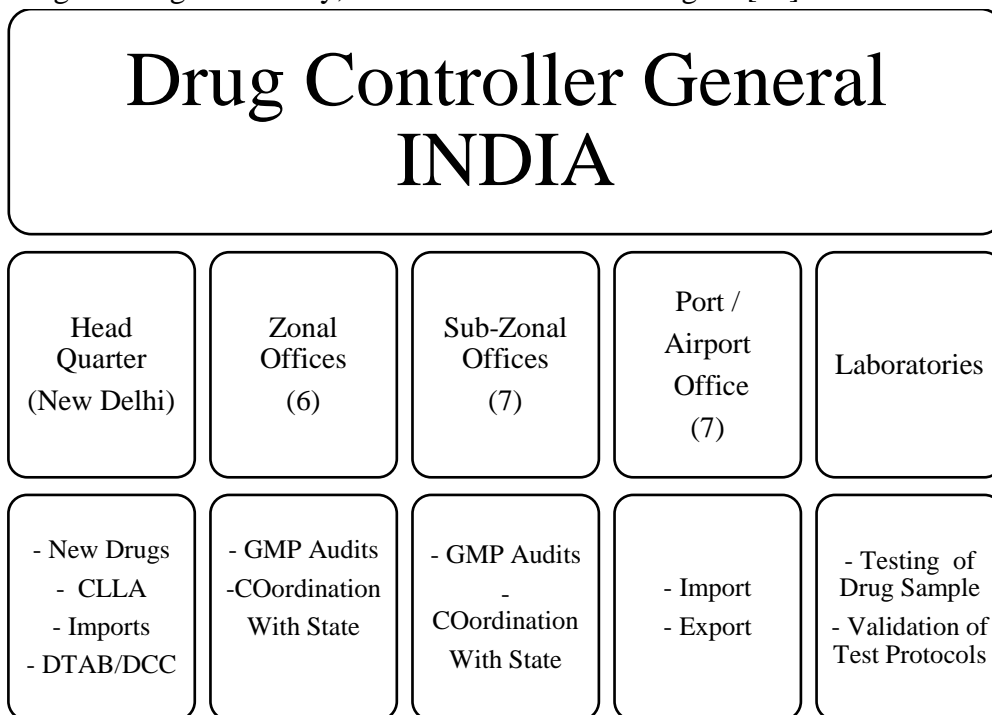 Drug Controller General
INDIA
Head
Quarter
(New Delhi)
Zonal
Offices
(6)
Sub-Zonal
Offices
(7)
Port /
Airport
Office
(7)
Laboratories
- New Drugs
- CLLA
- Imports
- DTAB/DCC
- GMP Audits
-COordination
With State
- GMP Audits
-
COordination
With State
- Import
- Export
- Testing of
Drug Sample
- Validation of
Test Protocols